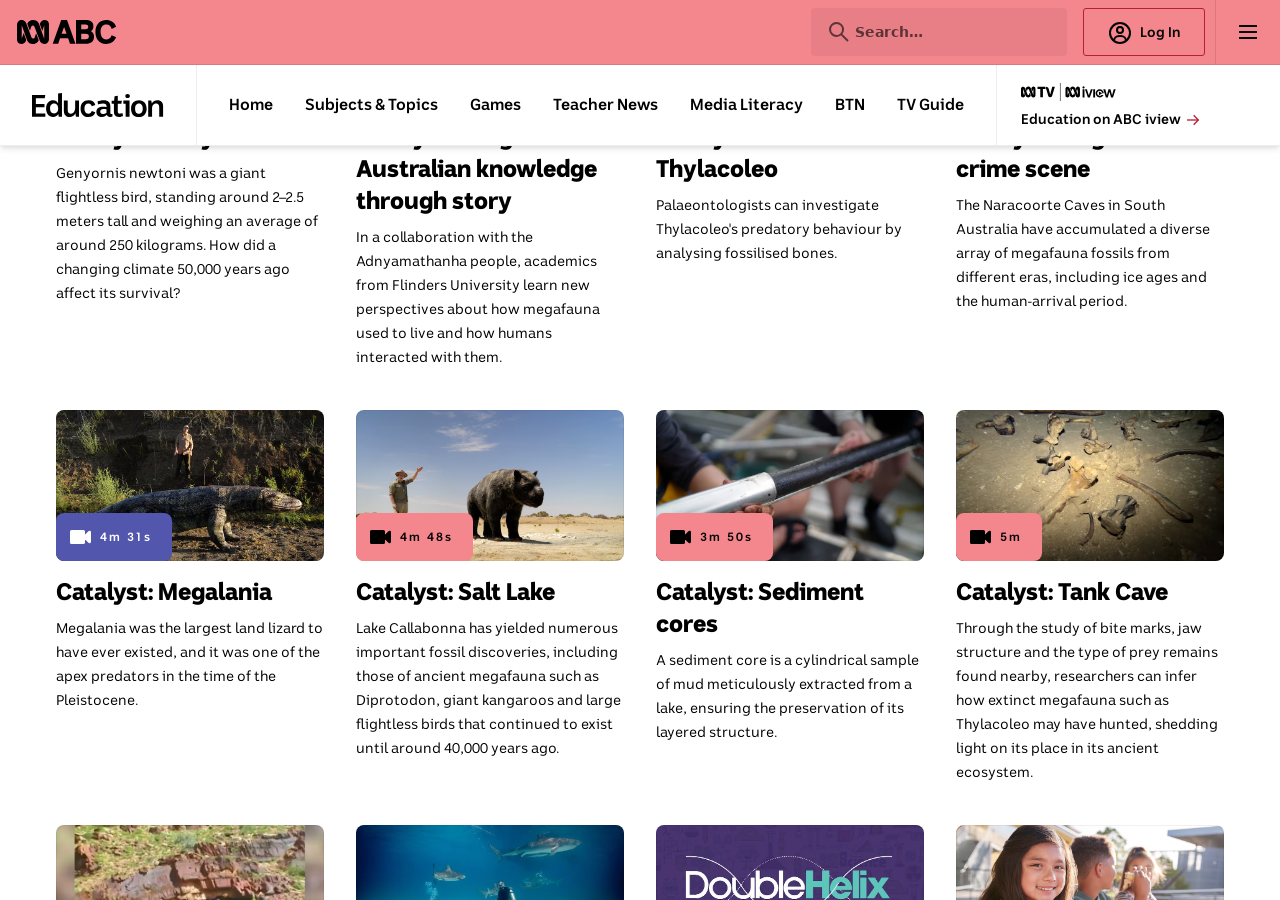 ABC
Search...
Log In
Education
Home
Subjects & Topics
Games
Teacher News
Media Literacy
BTN
TV Guide
TV
iview
Education on ABC iview
Genyornis newtoni was a giant
flightless bird, standing around 2–2.5
meters tall and weighing an average of
around 250 kilograms. How did a
changing climate 50,000 years ago
affect its survival?
Australian knowledge
through story
In a collaboration with the
Adnyamathanha people, academics
from Flinders University learn new
perspectives about how megafauna
used to live and how humans
interacted with them.
Thylacoleo
Palaeontologists can investigate
Thylacoleo's predatory behaviour by
analysing fossilised bones.
crime scene
The Naracoorte Caves in South
Australia have accumulated a diverse
array of megafauna fossils from
different eras, including ice ages and
the human-arrival period.
4m 31s
Catalyst: Megalania
Megalania was the largest land lizard to
have ever existed, and it was one of the
apex predators in the time of the
Pleistocene.
4m 48s
Catalyst: Salt Lake
Lake Callabonna has yielded numerous
important fossil discoveries, including
those of ancient megafauna such as
Diprotodon, giant kangaroos and large
flightless birds that continued to exist
until around 40,000 years ago.
3m 50s
Catalyst: Sediment
cores
A sediment core is a cylindrical sample
of mud meticulously extracted from a
lake, ensuring the preservation of its
layered structure.
5m
Catalyst: Tank Cave
Through the study of bite marks, jaw
structure and the type of prey remains
found nearby, researchers can infer
how extinct megafauna such as
Thylacoleo may have hunted, shedding
light on its place in its ancient
ecosystem.
DoubleHelix